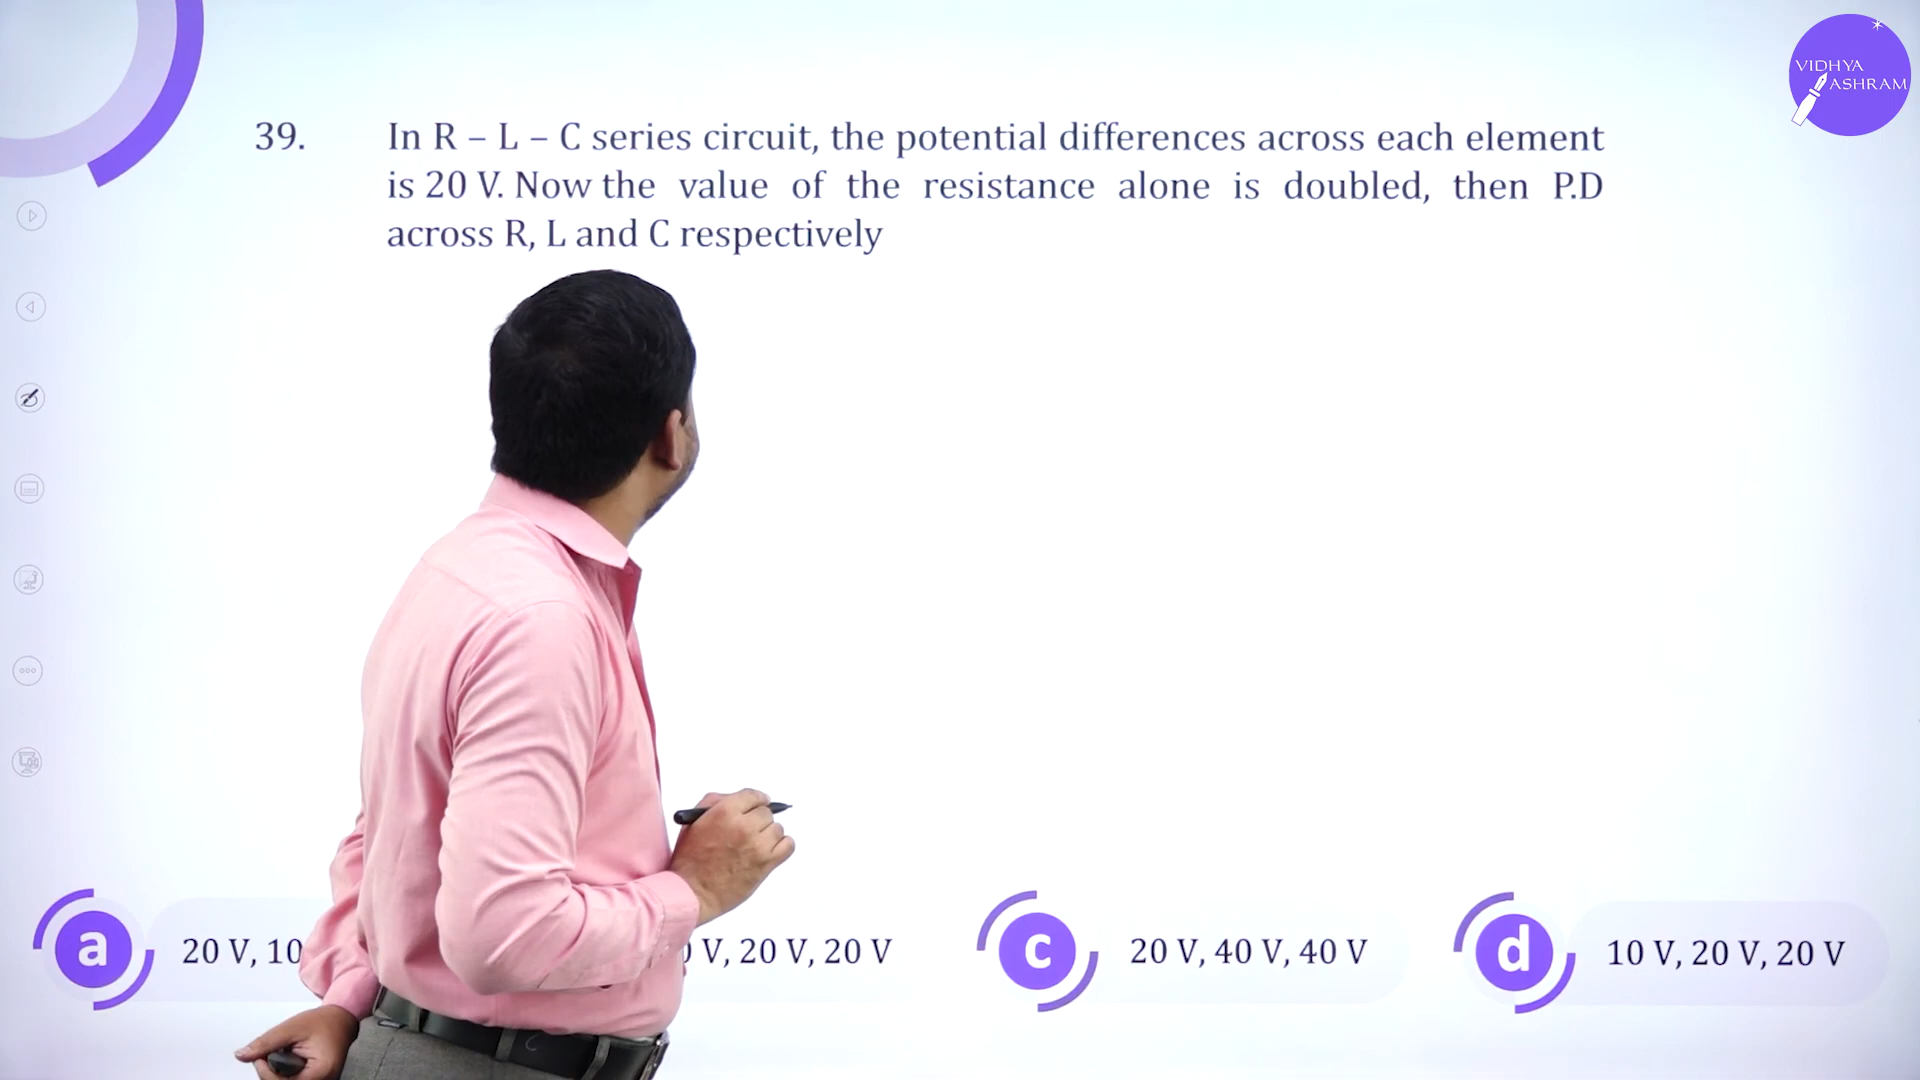 VIDHYA
ASHRAM
39. In R – L – C series circuit, the potential differences across each element
is 20 V. Now the value of the resistance alone is doubled, then P.D
across R, L and C respectively
a 20 V, 10
V, 20 V, 20 V
c 20 V, 40 V, 40 V
d 10 V, 20 V, 20 V